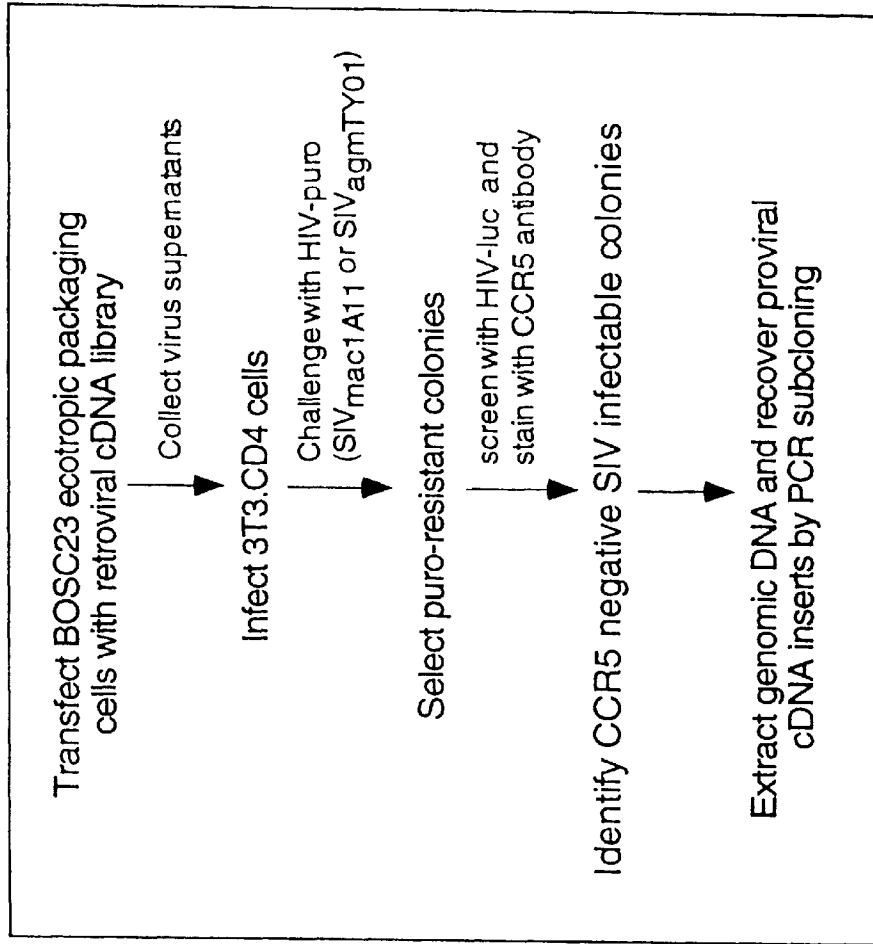 Transfect BOSC23 ecotropic packaging
cells with retroviral cDNA library
Collect virus supernatants
Infect 3T3.CD4 cells
Challenge with HIV-puro
(SIVmac1A11 or SIVagmTY01)
Select puro-resistant colonies
screen with HIV-luc and
stain with CCR5 antibody
Identify CCR5 negative SIV infectable colonies
Extract genomic DNA and recover proviral
cDNA inserts by PCR subcloning